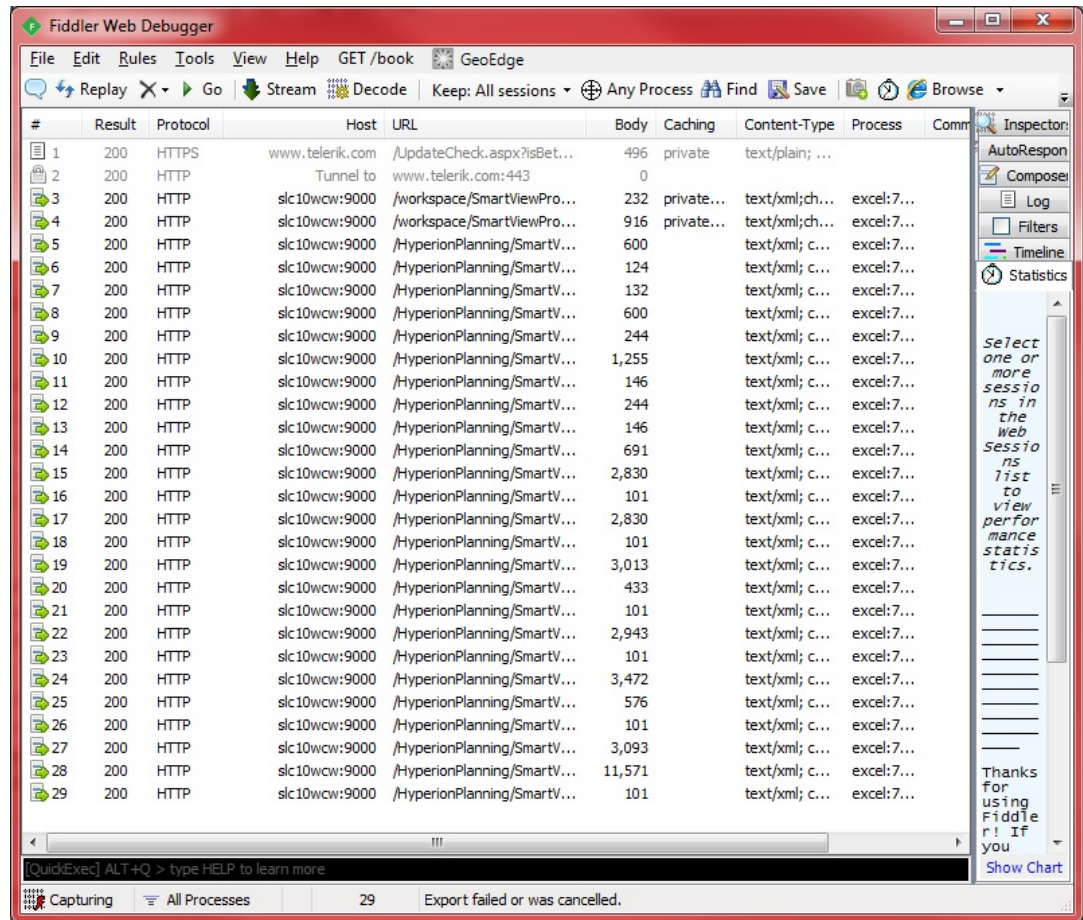 Fiddler Web Debugger
File Edit Rules Tools View Help GET /book GeoEdge
Replay Go Stream Decode Keep: All sessions Any Process Find Save Browse
# Result Protocol Host URL Body Caching Content-Type Process Comm
1 200 HTTPS www.telerik.com /UpdateCheck.aspx?isBet... 496 private text/plain; ...
2 200 HTTP Tunnel to www.telerik.com:443 0
3 200 HTTP slc10wcw:9000 /workspace/SmartViewPro... 232 private... text/xml;ch... excel:7...
4 200 HTTP slc10wcw:9000 /workspace/SmartViewPro... 916 private... text/xml;ch... excel:7...
5 200 HTTP slc10wcw:9000 /HyperionPlanning/SmartV... 600 text/xml; c... excel:7...
6 200 HTTP slc10wcw:9000 /HyperionPlanning/SmartV... 124 text/xml; c... excel:7...
7 200 HTTP slc10wcw:9000 /HyperionPlanning/SmartV... 132 text/xml; c... excel:7...
8 200 HTTP slc10wcw:9000 /HyperionPlanning/SmartV... 600 text/xml; c... excel:7...
9 200 HTTP slc10wcw:9000 /HyperionPlanning/SmartV... 244 text/xml; c... excel:7...
10 200 HTTP slc10wcw:9000 /HyperionPlanning/SmartV... 1,255 text/xml; c... excel:7...
11 200 HTTP slc10wcw:9000 /HyperionPlanning/SmartV... 146 text/xml; c... excel:7...
12 200 HTTP slc10wcw:9000 /HyperionPlanning/SmartV... 244 text/xml; c... excel:7...
13 200 HTTP slc10wcw:9000 /HyperionPlanning/SmartV... 146 text/xml; c... excel:7...
14 200 HTTP slc10wcw:9000 /HyperionPlanning/SmartV... 691 text/xml; c... excel:7...
15 200 HTTP slc10wcw:9000 /HyperionPlanning/SmartV... 2,830 text/xml; c... excel:7...
16 200 HTTP slc10wcw:9000 /HyperionPlanning/SmartV... 101 text/xml; c... excel:7...
17 200 HTTP slc10wcw:9000 /HyperionPlanning/SmartV... 2,830 text/xml; c... excel:7...
18 200 HTTP slc10wcw:9000 /HyperionPlanning/SmartV... 101 text/xml; c... excel:7...
19 200 HTTP slc10wcw:9000 /HyperionPlanning/SmartV... 3,013 text/xml; c... excel:7...
20 200 HTTP slc10wcw:9000 /HyperionPlanning/SmartV... 433 text/xml; c... excel:7...
21 200 HTTP slc10wcw:9000 /HyperionPlanning/SmartV... 101 text/xml; c... excel:7...
22 200 HTTP slc10wcw:9000 /HyperionPlanning/SmartV... 2,943 text/xml; c... excel:7...
23 200 HTTP slc10wcw:9000 /HyperionPlanning/SmartV... 101 text/xml; c... excel:7...
24 200 HTTP slc10wcw:9000 /HyperionPlanning/SmartV... 3,472 text/xml; c... excel:7...
25 200 HTTP slc10wcw:9000 /HyperionPlanning/SmartV... 576 text/xml; c... excel:7...
26 200 HTTP slc10wcw:9000 /HyperionPlanning/SmartV... 101 text/xml; c... excel:7...
27 200 HTTP slc10wcw:9000 /HyperionPlanning/SmartV... 3,093 text/xml; c... excel:7...
28 200 HTTP slc10wcw:9000 /HyperionPlanning/SmartV... 11,571 text/xml; c... excel:7...
29 200 HTTP slc10wcw:9000 /HyperionPlanning/SmartV... 101 text/xml; c... excel:7...
Inspectors
AutoRespon
Composer
Log
Filters
Timeline
Statistics
Select
one or
more
sessio
ns in
the
Web
Sessio
ns
list
to
view
perfor
mance
statis
tics.
Thanks
for
using
Fiddle
r! If
you
Show Chart
[QuickExec] ALT+Q > type HELP to learn more
Capturing All Processes 29 Export failed or was cancelled.